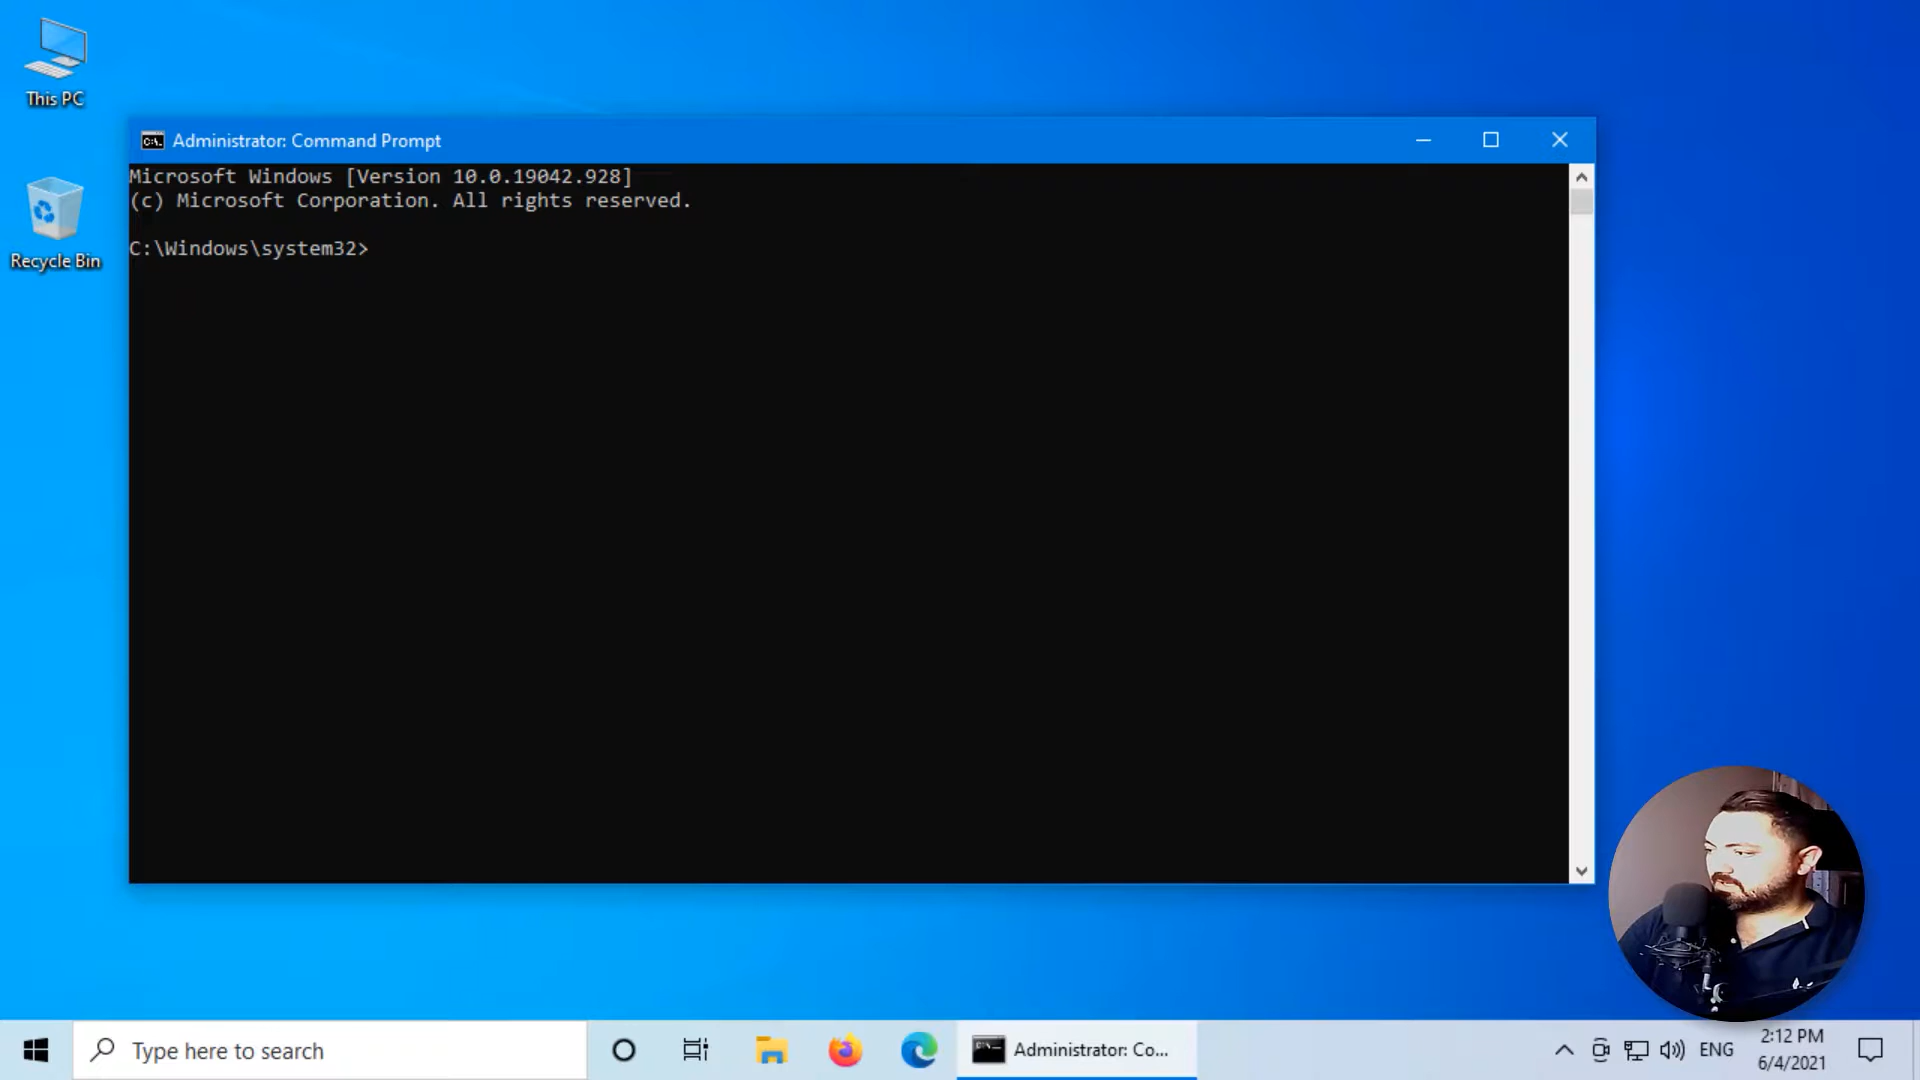 This PC
Recycle Bin
Administrator: Command Prompt
Microsoft Windows [Version 10.0.19042.928]
(c) Microsoft Corporation. All rights reserved.
C:\Windows\system32>
Type here to search
Administrator: Co...
ENG
2:12 PM
6/4/2021